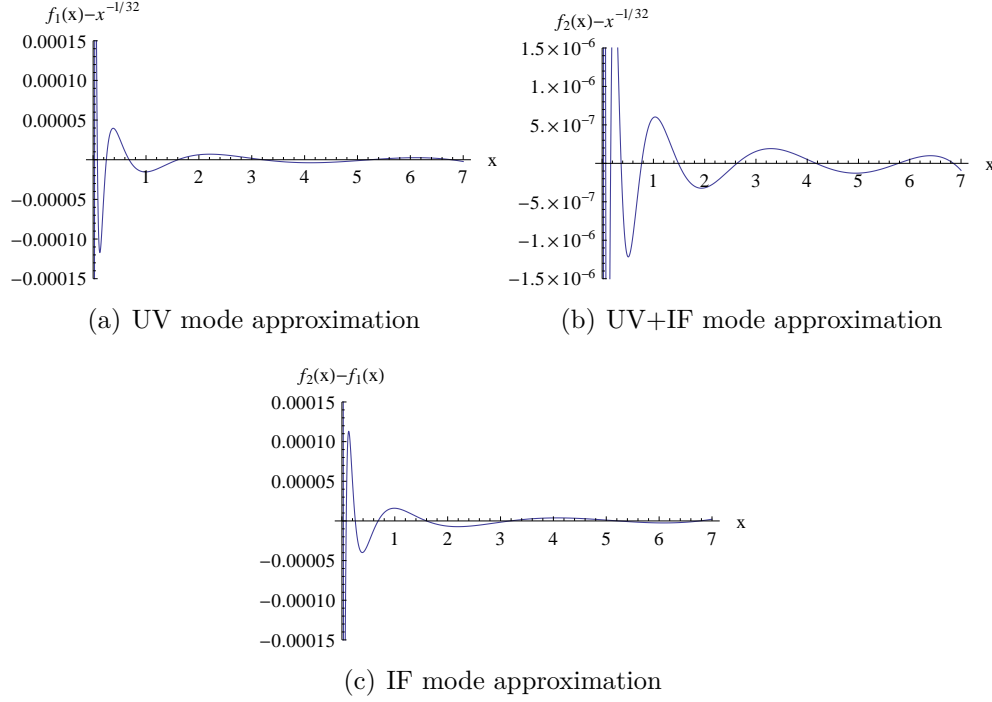 f₁(x)−x^{−1/32}
0.00015
0.00010
0.00005
−0.00005
−0.00010
−0.00015
1 2 3 4 5 6 7 x
(a) UV mode approximation
f₂(x)−x^{−1/32}
1.5×10⁻⁶
1.×10⁻⁶
5.×10⁻⁷
−5.×10⁻⁷
−1.×10⁻⁶
−1.5×10⁻⁶
1 2 3 4 5 6 7 x
(b) UV+IF mode approximation
f₂(x)−f₁(x)
0.00015
0.00010
0.00005
−0.00005
−0.00010
−0.00015
1 2 3 4 5 6 7 x
(c) IF mode approximation